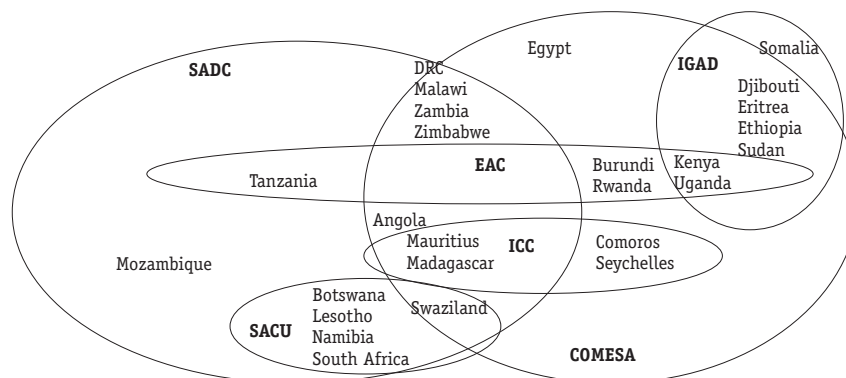 Egypt
Somalia
SADC
DRC
IGAD
Malawi
Zambia
Zimbabwe
Djibouti
Eritrea
Ethiopia
Sudan
EAC
Burundi
Rwanda
Kenya
Uganda
Tanzania
Angola
Mauritius
Madagascar
ICC
Comoros
Seychelles
Mozambique
Botswana
Lesotho
Namibia
South Africa
Swaziland
SACU
COMESA